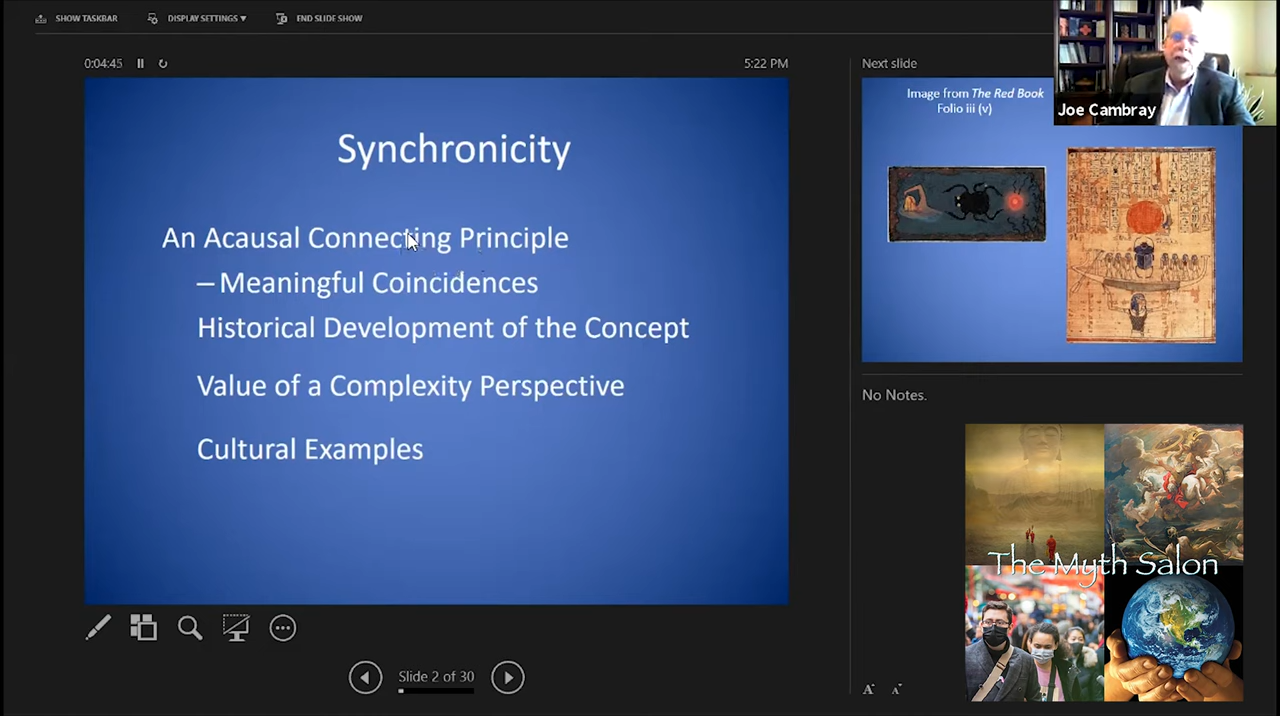 SHOW TASKBAR
DISPLAY SETTINGS ▼
END SLIDE SHOW
0:04:45
5:22 PM
Synchronicity
An Acausal Connecting Principle
– Meaningful Coincidences
Historical Development of the Concept
Value of a Complexity Perspective
Cultural Examples
Slide 2 of 30
Next slide
Image from The Red Book
Folio iii (v)
Joe Cambray
No Notes.
The Myth Salon
A A